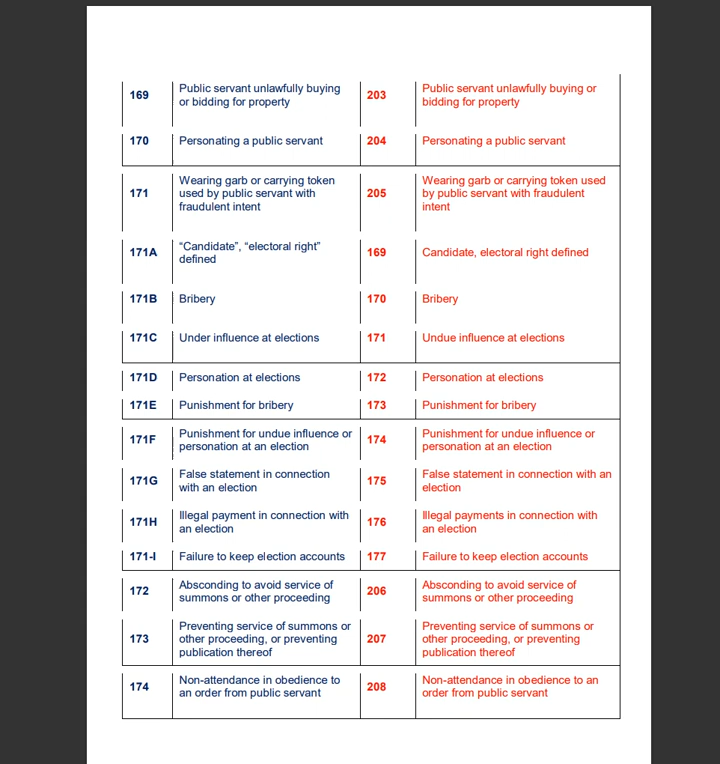 169 Public servant unlawfully buying or bidding for property 203 Public servant unlawfully buying or bidding for property
170 Personating a public servant 204 Personating a public servant
171 Wearing garb or carrying token used by public servant with fraudulent intent 205 Wearing garb or carrying token used by public servant with fraudulent intent
171A “Candidate”, “electoral right” defined 169 Candidate, electoral right defined
171B Bribery 170 Bribery
171C Under influence at elections 171 Undue influence at elections
171D Personation at elections 172 Personation at elections
171E Punishment for bribery 173 Punishment for bribery
171F Punishment for undue influence or personation at an election 174 Punishment for undue influence or personation at an election
171G False statement in connection with an election 175 False statement in connection with an election
171H Illegal payment in connection with an election 176 Illegal payments in connection with an election
171-I Failure to keep election accounts 177 Failure to keep election accounts
172 Absconding to avoid service of summons or other proceeding 206 Absconding to avoid service of summons or other proceeding
173 Preventing service of summons or other proceeding, or preventing publication thereof 207 Preventing service of summons or other proceeding, or preventing publication thereof
174 Non-attendance in obedience to an order from public servant 208 Non-attendance in obedience to an order from public servant